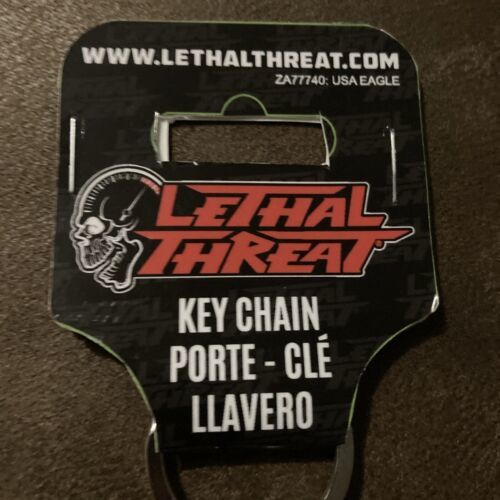 WWW.LETHALTHREAT.COM
ZA77740: USA EAGLE
LETHAL
THREAT
KEY CHAIN
PORTE - CLÉ
LLAVERO